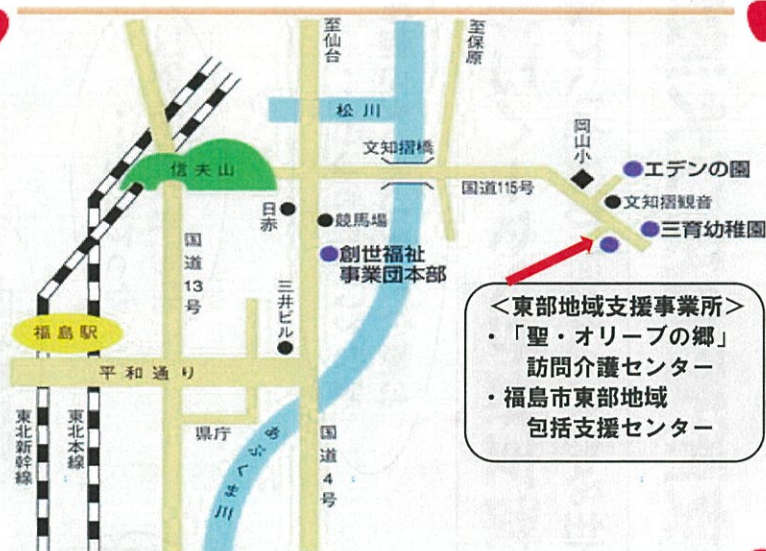 至仙台
至保原
松川
岡山小
文知摺橋
信夫山
エデンの園
国道115号
文知摺観音
日赤
競馬場
三育幼稚園
国道13号
創世福祉
事業団本部
三井ビル
<東部地域支援事業所>
・「聖・オリーブの郷」
訪問介護センター
・福島市東部地域
包括支援センター
福島駅
平和通り
東北新幹線
東北本線
県庁
あぶくま川
国道4号